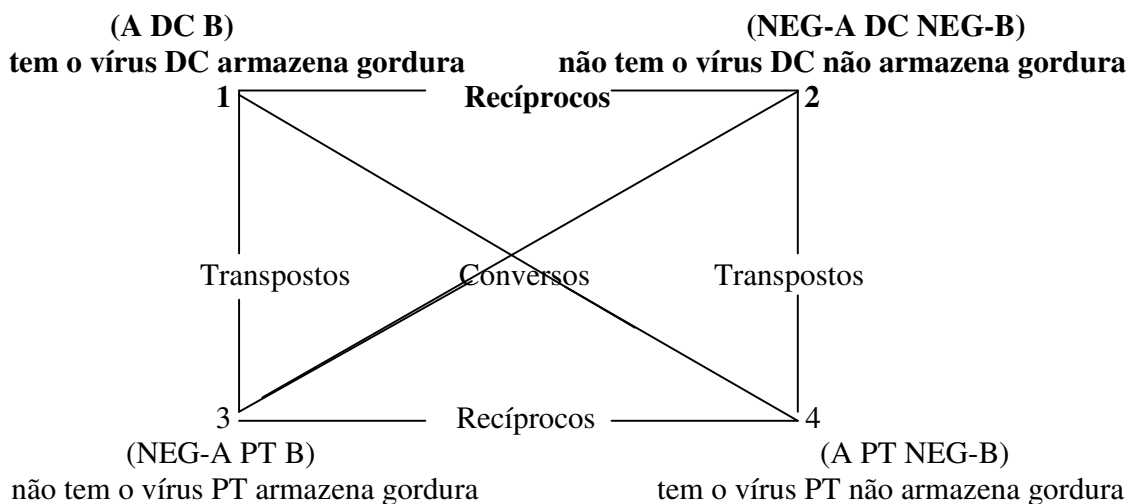 (A DC B) (NEG-A DC NEG-B)
tem o vírus DC armazena gordura não tem o vírus DC não armazena gordura
1 Recíprocos 2
Transpostos Conversos Transpostos
3 Recíprocos 4
(NEG-A PT B) (A PT NEG-B)
não tem o vírus PT armazena gordura tem o vírus PT não armazena gordura